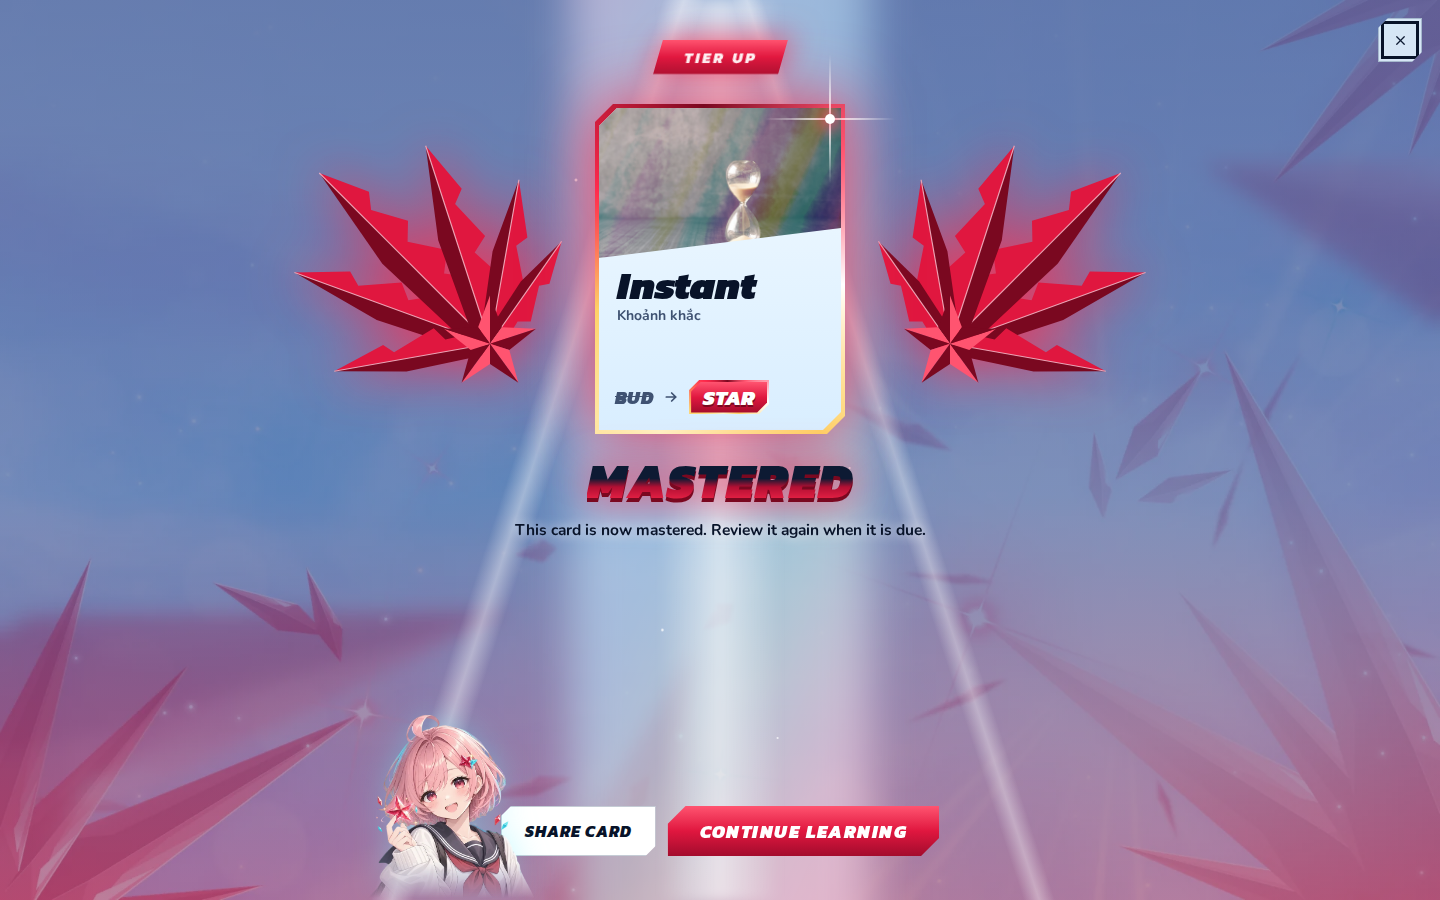 TIER UP
×
Instant
Khoảnh khắc
BUD → STAR
MASTERED
This card is now mastered. Review it again when it is due.
SHARE CARD
CONTINUE LEARNING